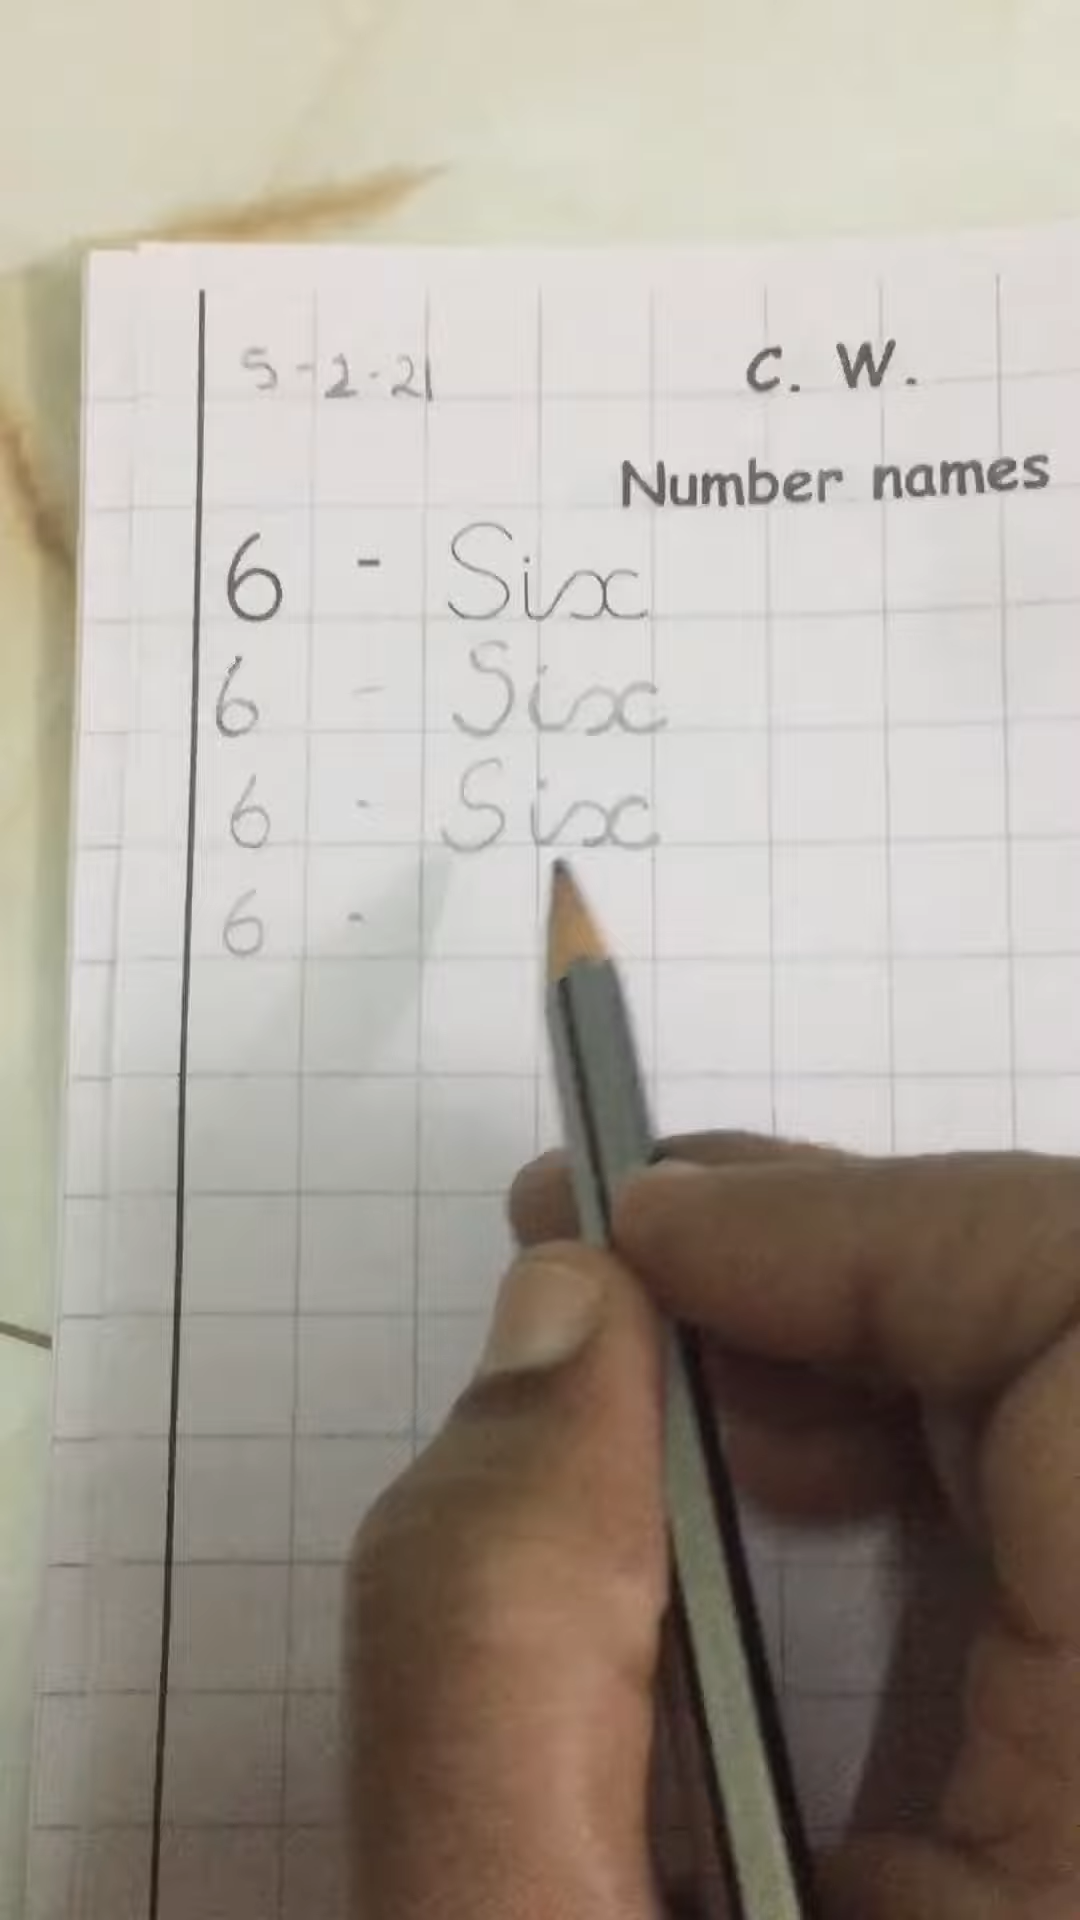 5-2-21
C. W.
Number names
6 - Six
6 - Six
6 - Six
6 -